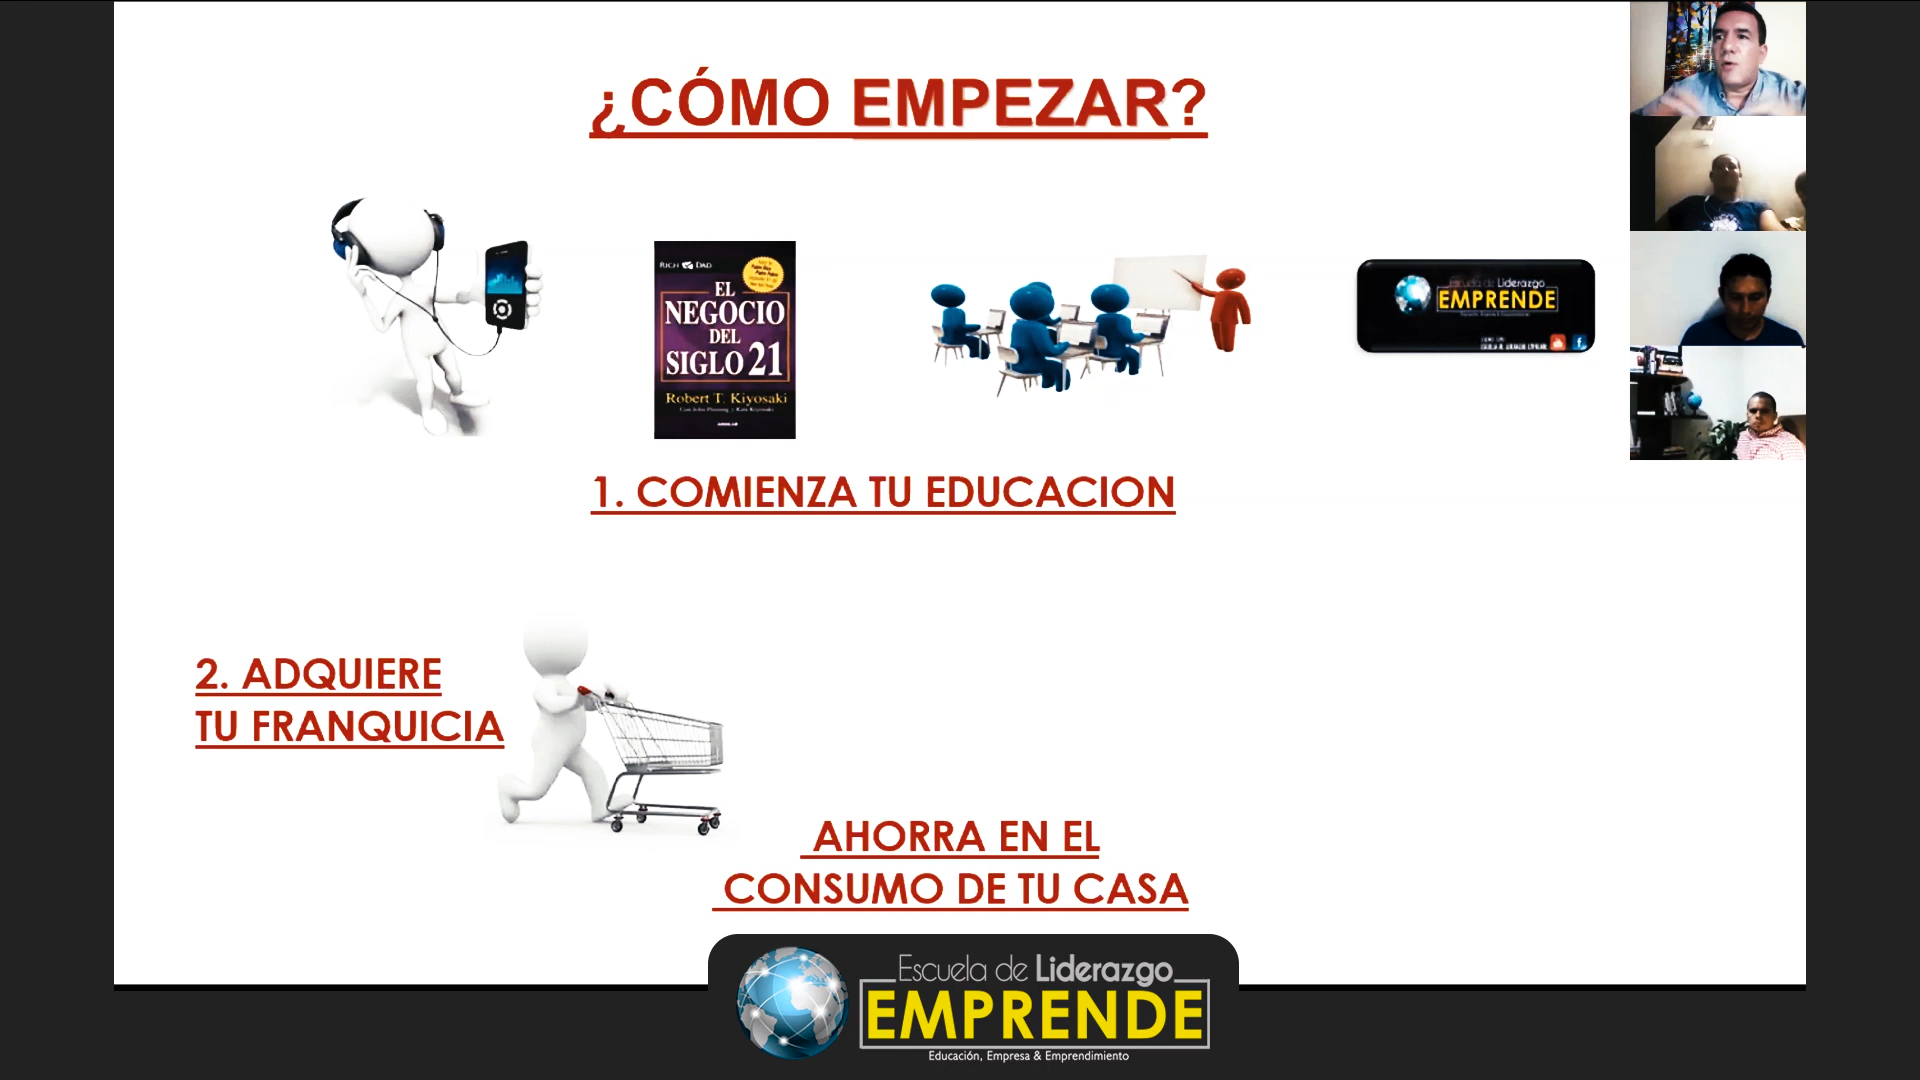 ¿CÓMO EMPEZAR?
RICH DAD
EL
NEGOCIO
DEL
SIGLO 21
Robert T. Kiyosaki
Escuela de Liderazgo
EMPRENDE
1. COMIENZA TU EDUCACION
2. ADQUIERE
TU FRANQUICIA
AHORRA EN EL
CONSUMO DE TU CASA
Escuela de Liderazgo
EMPRENDE
Educación, Empresa & Emprendimiento